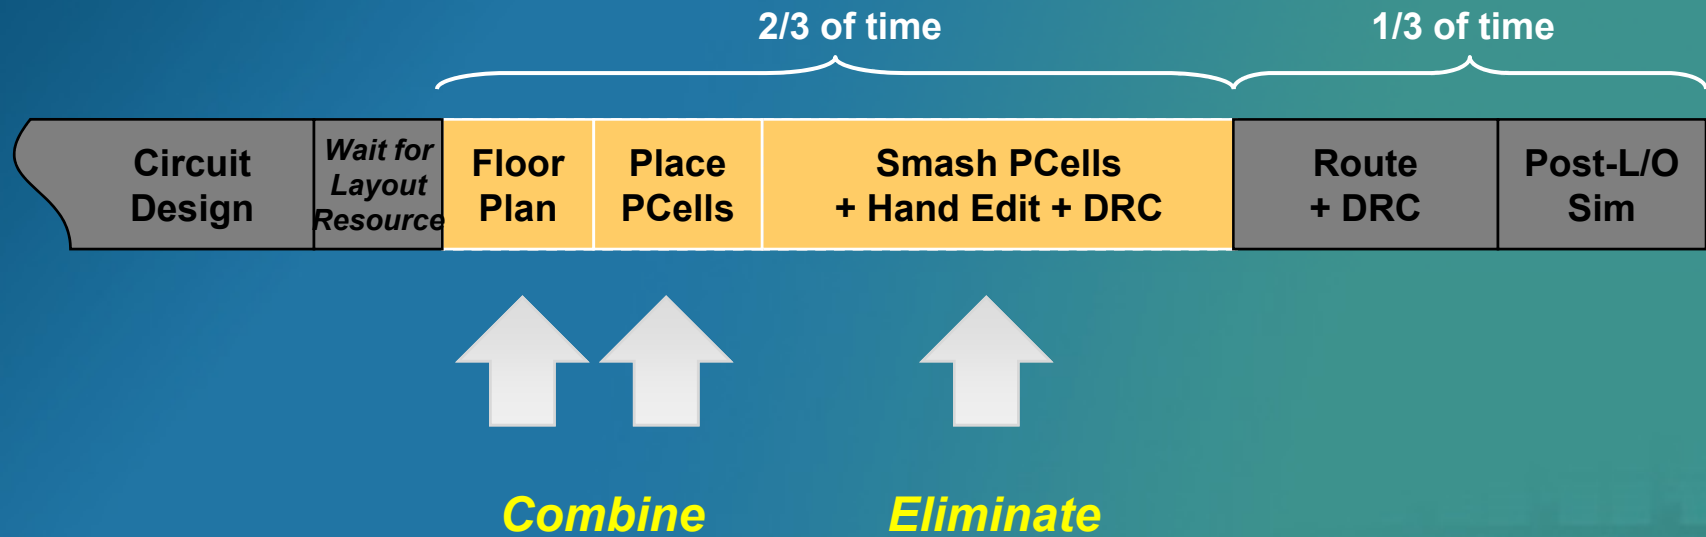 2/3 of time
1/3 of time
Circuit
Design
Wait for
Layout
Resource
Floor
Plan
Place
PCells
Smash PCells
+ Hand Edit + DRC
Route
+ DRC
Post-L/O
Sim
Combine
Eliminate